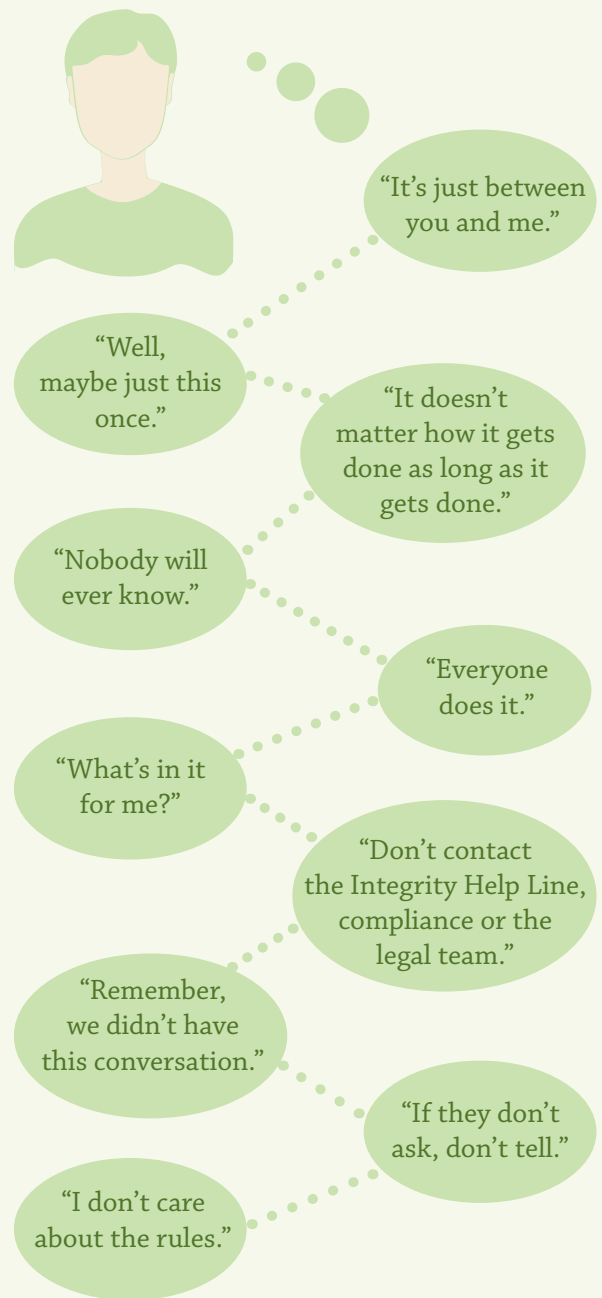 “It’s just between
you and me.”
“Well,
maybe just this
once.”
“It doesn’t
matter how it gets
done as long as it
gets done.”
“Nobody will
ever know.”
“Everyone
does it.”
“What’s in it
for me?”
“Don’t contact
the Integrity Help Line,
compliance or the
legal team.”
“Remember,
we didn’t have
this conversation.”
“If they don’t
ask, don’t tell.”
“I don’t care
about the rules.”